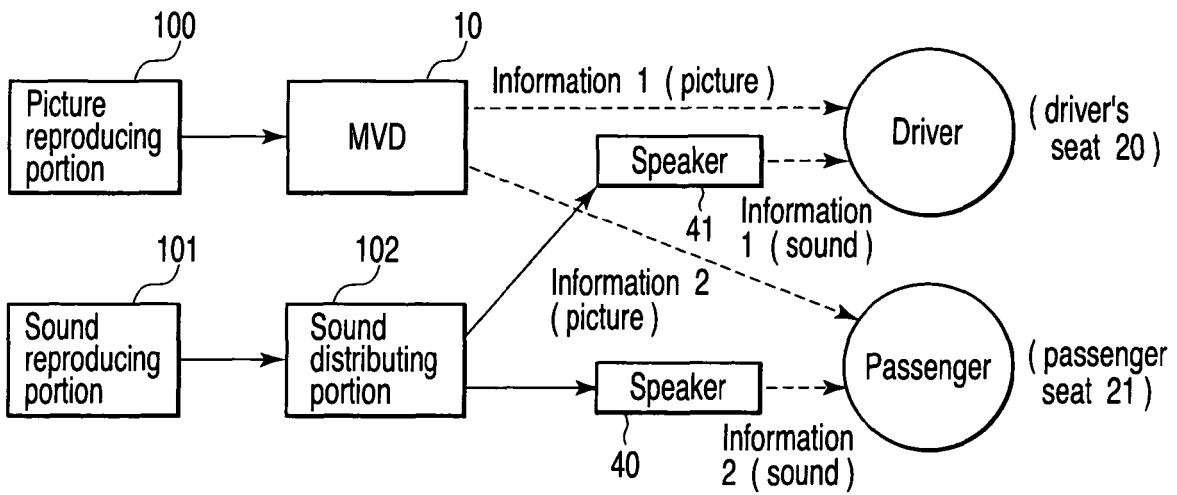 100
10
Picture
reproducing
portion
MVD
Information 1 ( picture )
Speaker
41
Information
1 ( sound )
Driver
( driver's
seat 20 )
101
102
Sound
reproducing
portion
Sound
distributing
portion
Information 2
( picture )
Speaker
40
Information
2 ( sound )
Passenger
( passenger
seat 21 )